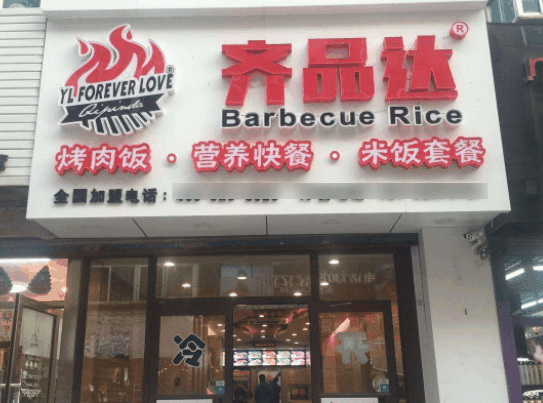 YL FOREVER LOVE®
Qipinda
齐品达®
Barbecue Rice
烤肉饭·营养快餐·米饭套餐
全国加盟电话:
冷